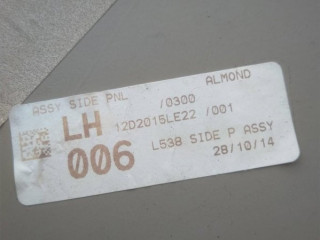 ASSY SIDE PNL /0300 ALMOND
LH 12D2015LE22 /001
006 L538 SIDE P ASSY
28/10/14